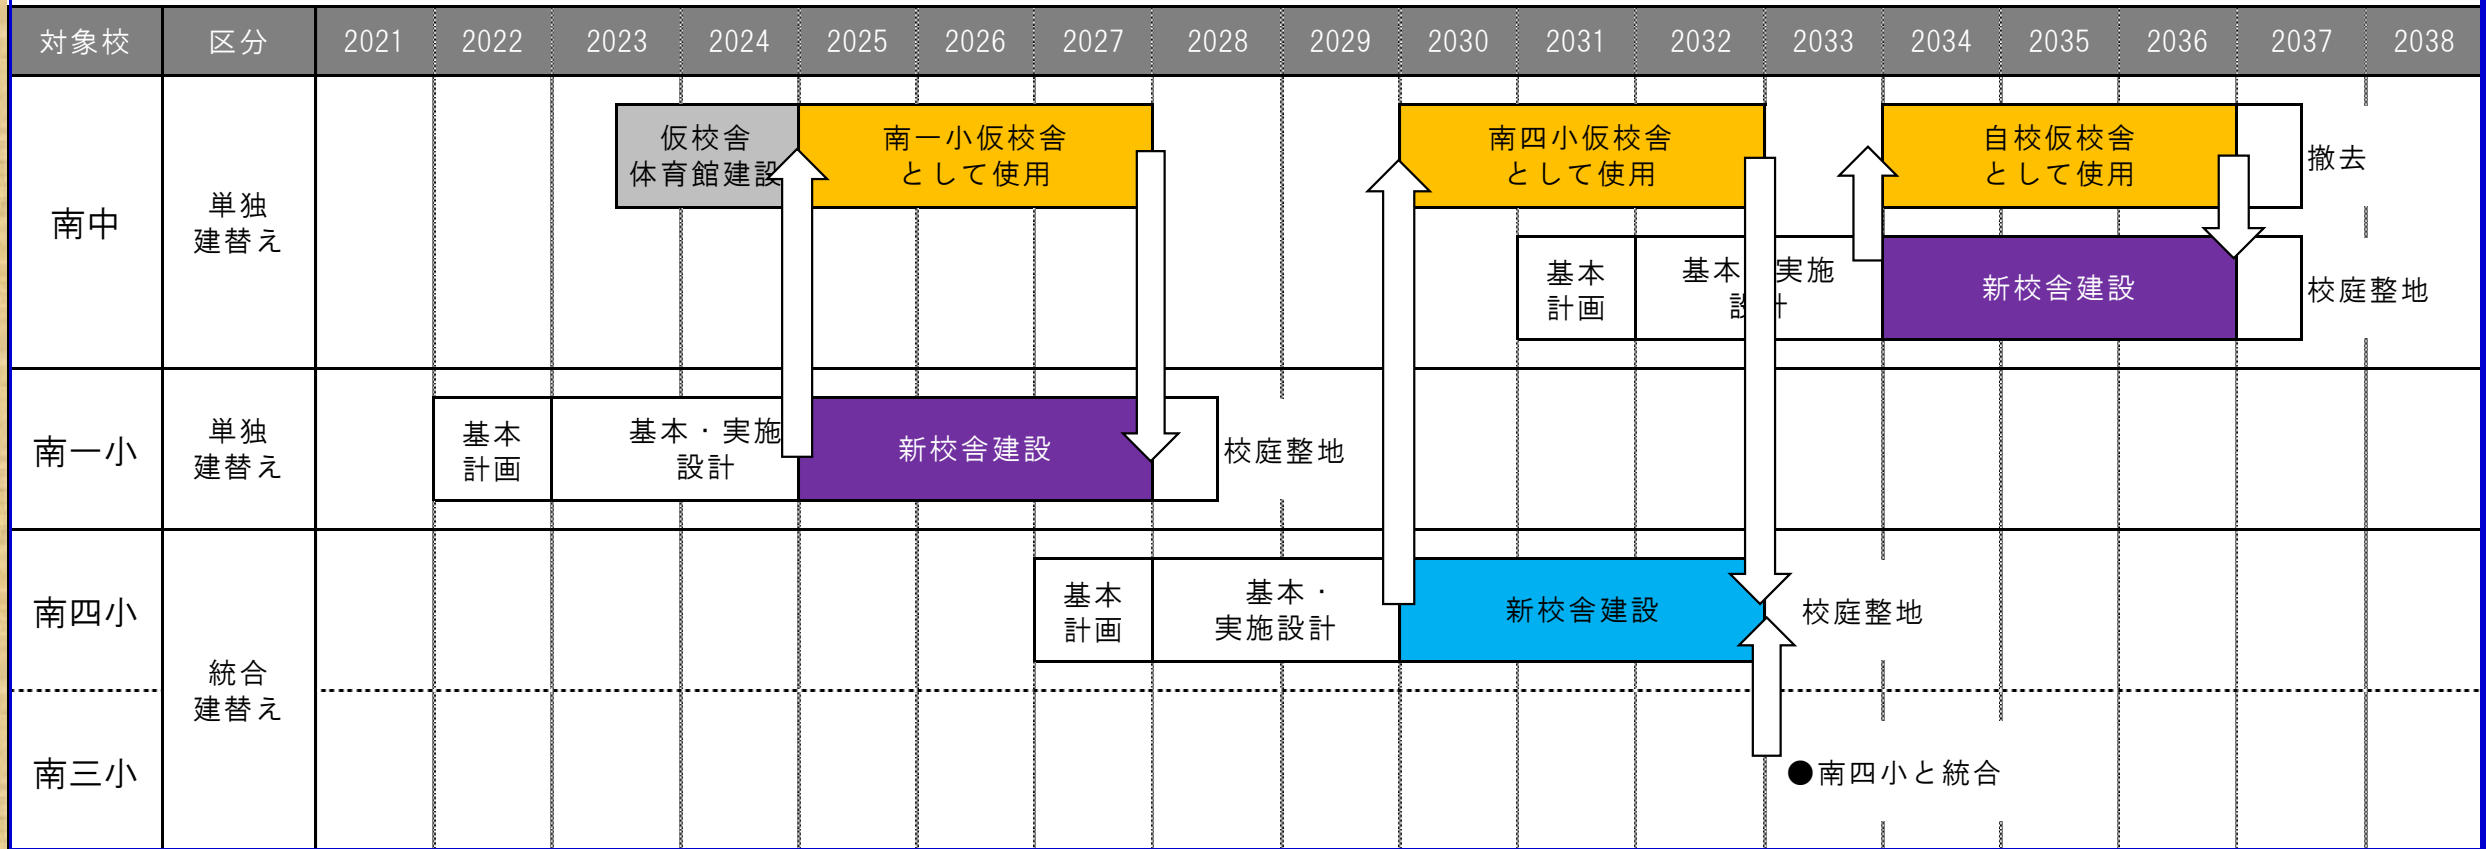 対象校 区分 2021 2022 2023 2024 2025 2026 2027 2028 2029 2030 2031 2032 2033 2034 2035 2036 2037 2038
南中
単独
建替え
仮校舎
体育館建設
南一小仮校舎
として使用
南四小仮校舎
として使用
自校仮校舎
として使用
撤去
基本
計画
基本 実施
設計
新校舎建設
校庭整地
南一小
単独
建替え
基本
計画
基本・実施
設計
新校舎建設
校庭整地
南四小
統合
建替え
基本
計画
基本・
実施設計
新校舎建設
校庭整地
南三小
●南四小と統合